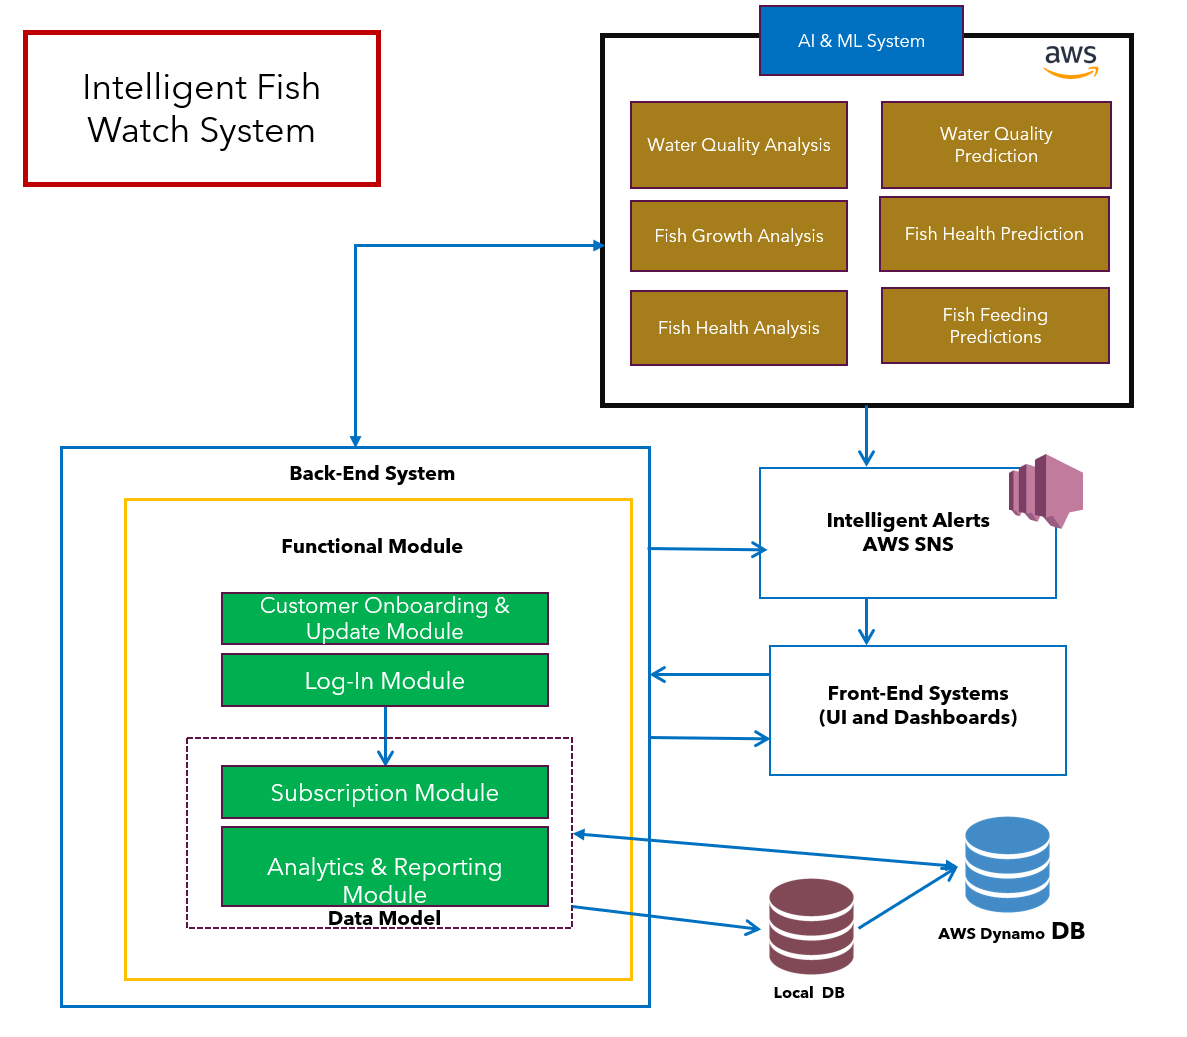 Intelligent Fish
Watch System
AI & ML System
aws
Water Quality Analysis
Water Quality
Prediction
Fish Growth Analysis
Fish Health Prediction
Fish Health Analysis
Fish Feeding
Predictions
Back-End System
Functional Module
Customer Onboarding &
Update Module
Log-In Module
Subscription Module
Analytics & Reporting
Module
Data Model
Intelligent Alerts
AWS SNS
Front-End Systems
(UI and Dashboards)
AWS Dynamo DB
Local DB